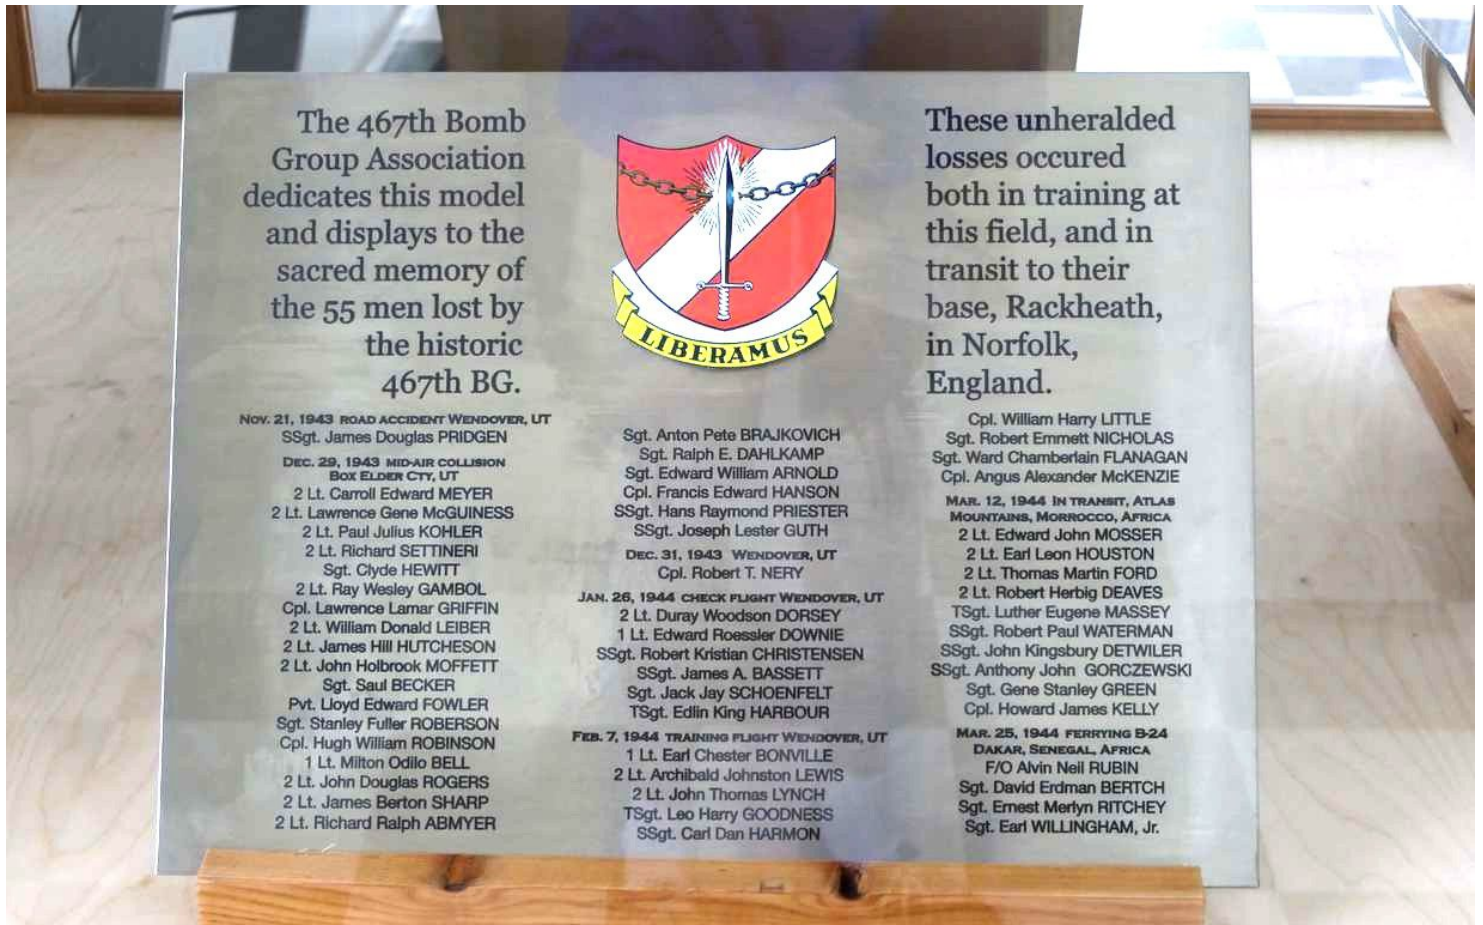 The 467th Bomb
Group Association
dedicates this model
and displays to the
sacred memory of
the 55 men lost by
the historic
467th BG.
LIBERAMUS
These unheralded
losses occured
both in training at
this field, and in
transit to their
base, Rackheath,
in Norfolk,
England.
Nov. 21, 1943 road accident Wendover, UT
SSgt. James Douglas PRIDGEN
Dec. 29, 1943 mid-air collision
Box Elder Cty, UT
2 Lt. Carroll Edward MEYER
2 Lt. Lawrence Gene McGUINESS
2 Lt. Paul Julius KOHLER
2 Lt. Richard SETTINERI
Sgt. Clyde HEWITT
2 Lt. Ray Wesley GAMBOL
Cpl. Lawrence Lamar GRIFFIN
2 Lt. William Donald LEIBER
2 Lt. James Hill HUTCHESON
2 Lt. John Holbrook MOFFETT
Sgt. Saul BECKER
Pvt. Lloyd Edward FOWLER
Sgt. Stanley Fuller ROBERSON
Cpl. Hugh William ROBINSON
1 Lt. Milton Odilo BELL
2 Lt. John Douglas ROGERS
2 Lt. James Berton SHARP
2 Lt. Richard Ralph ABMYER
Sgt. Anton Pete BRAJKOVICH
Sgt. Ralph E. DAHLKAMP
Sgt. Edward William ARNOLD
Cpl. Francis Edward HANSON
SSgt. Hans Raymond PRIESTER
SSgt. Joseph Lester GUTH
Dec. 31, 1943 Wendover, UT
Cpl. Robert T. NERY
Jan. 26, 1944 check flight Wendover, UT
2 Lt. Duray Woodson DORSEY
1 Lt. Edward Roessler DOWNIE
SSgt. Robert Kristian CHRISTENSEN
SSgt. James A. BASSETT
Sgt. Jack Jay SCHOENFELT
TSgt. Edlin King HARBOUR
Feb. 7, 1944 training flight Wendover, UT
1 Lt. Earl Chester BONVILLE
2 Lt. Archibald Johnston LEWIS
2 Lt. John Thomas LYNCH
TSgt. Leo Harry GOODNESS
SSgt. Carl Dan HARMON
Cpl. William Harry LITTLE
Sgt. Robert Emmett NICHOLAS
Sgt. Ward Chamberlain FLANAGAN
Cpl. Angus Alexander McKENZIE
Mar. 12, 1944 In transit, Atlas
Mountains, Morrocco, Africa
2 Lt. Edward John MOSSER
2 Lt. Earl Leon HOUSTON
2 Lt. Thomas Martin FORD
2 Lt. Robert Herbig DEAVES
TSgt. Luther Eugene MASSEY
SSgt. Robert Paul WATERMAN
SSgt. John Kingsbury DETWILER
SSgt. Anthony John GORCZEWSKI
Sgt. Gene Stanley GREEN
Cpl. Howard James KELLY
Mar. 25, 1944 ferrying B-24
Dakar, Senegal, Africa
F/O Alvin Neil RUBIN
Sgt. David Erdman BERTCH
Sgt. Ernest Merlyn RITCHEY
Sgt. Earl WILLINGHAM, Jr.